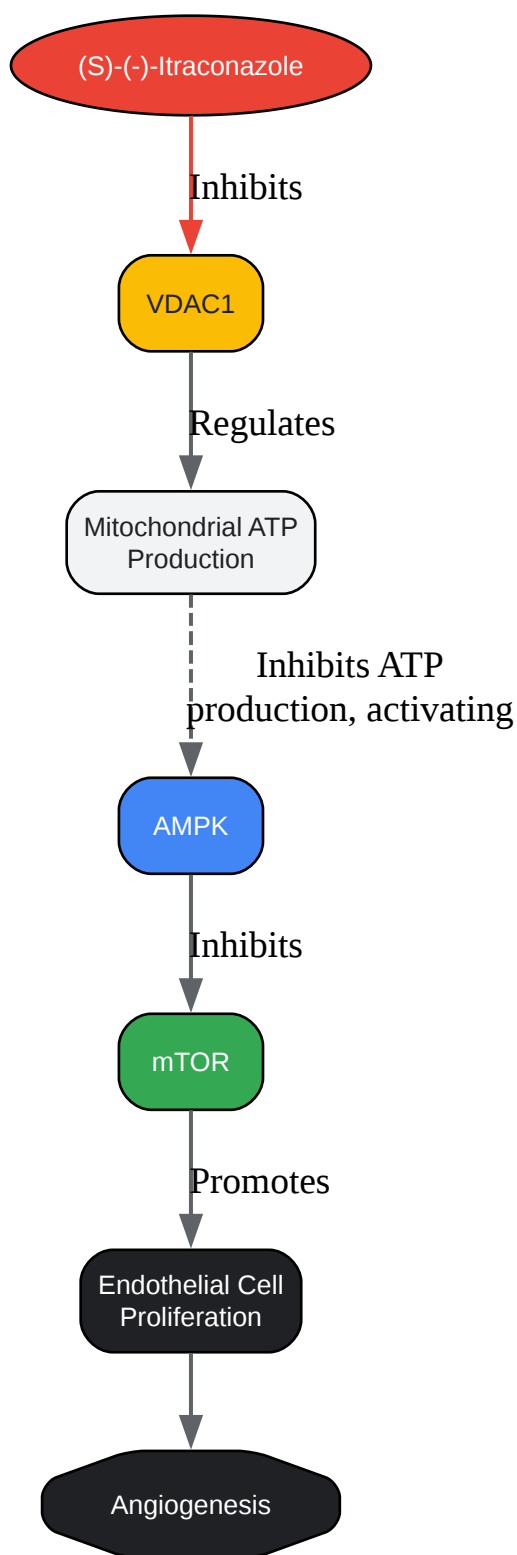 (S)-(-)-Itraconazole
Inhibits
VDAC1
Regulates
Mitochondrial ATP
Production
Inhibits ATP
production, activating
AMPK
Inhibits
mTOR
Promotes
Endothelial Cell
Proliferation
Angiogenesis